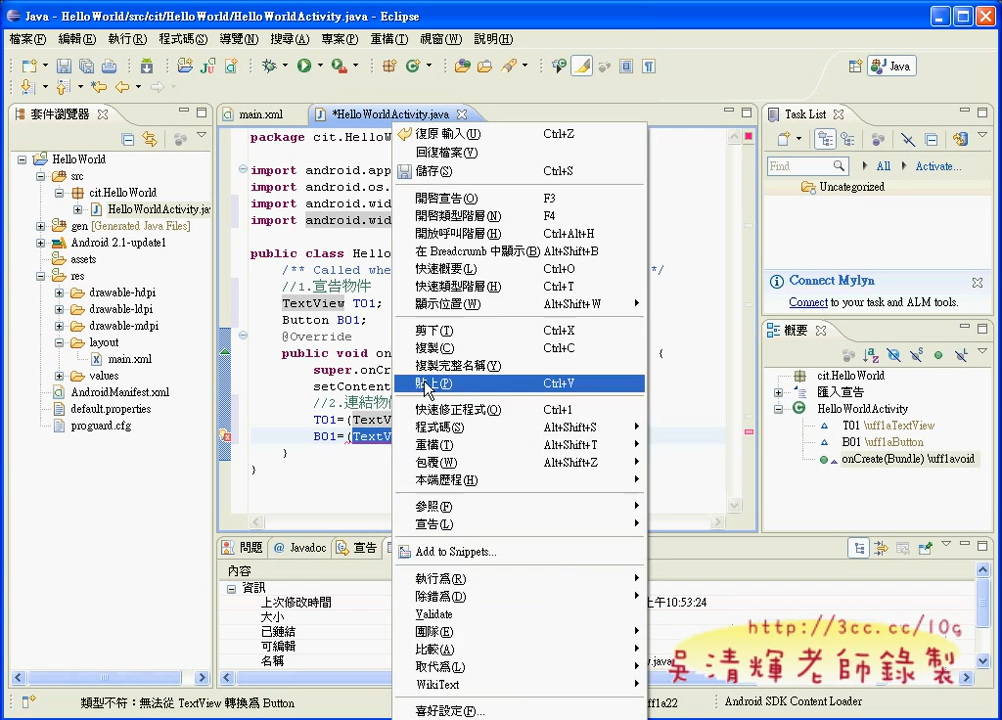 Java - HelloWorld/src/cit/HelloWorld/HelloWorldActivity.java - Eclipse
檔案(F) 編輯(E) 執行(R) 程式碼(S) 導覽(N) 搜尋(A) 專案(P) 重構(T) 視窗(W) 說明(H)
Java
套件瀏覽器
HelloWorld
src
cit.HelloWorld
HelloWorldActivity.jav
gen [Generated Java Files]
Android 2.1-update1
assets
res
drawable-hdpi
drawable-ldpi
drawable-mdpi
layout
main.xml
values
AndroidManifest.xml
default.properties
proguard.cfg
main.xml
*HelloWorldActivity.java
package cit.HelloW
import android.app
import android.os.
import android.wid
import android.wid
public class Hello
/** Called whe
*/
//1.宣告物件
TextView TO1;
Button BO1;
@Override
public void on
{
super.onCr
setContent
//2.連結物件
TO1=(TextV
BO1=(TextV
}
}
復原 輸入(U) Ctrl+Z
回復檔案(V)
儲存(S) Ctrl+S
開啓宣告(O) F3
開啓類型階層(N) F4
開放呼叫階層(H) Ctrl+Alt+H
在 Breadcrumb 中顯示(B) Alt+Shift+B
快速概要(L) Ctrl+O
快速類型階層(H) Ctrl+T
顯示位置(W) Alt+Shift+W
剪下(T) Ctrl+X
複製(C) Ctrl+C
複製完整名稱(Y)
貼上(P) Ctrl+V
快速修正程式(Q) Ctrl+1
程式碼(S) Alt+Shift+S
重構(T) Alt+Shift+T
包覆(W) Alt+Shift+Z
本端歷程(H)
參照(F)
宣告(L)
Add to Snippets...
執行爲(R)
除錯爲(D)
Validate
團隊(E)
比較(A)
取代爲(L)
WikiText
喜好設定(F)...
Task List
Find
All
Activate...
Uncategorized
Connect Mylyn
Connect to your task and ALM tools.
概要
cit.HelloWorld
匯入宣告
HelloWorldActivity
TO1 \uff1aTextView
BO1 \uff1aButton
onCreate(Bundle) \uff1avoid
問題
@ Javadoc
宣告
內容
資訊
上次修改時間
上午10:53:24
大小
已鏈結
可編輯
名稱
http://3cc.cc/10g
吳清輝老師錄製
類型不符：無法從 TextView 轉換爲 Button
ff1a22
Android SDK Content Loader